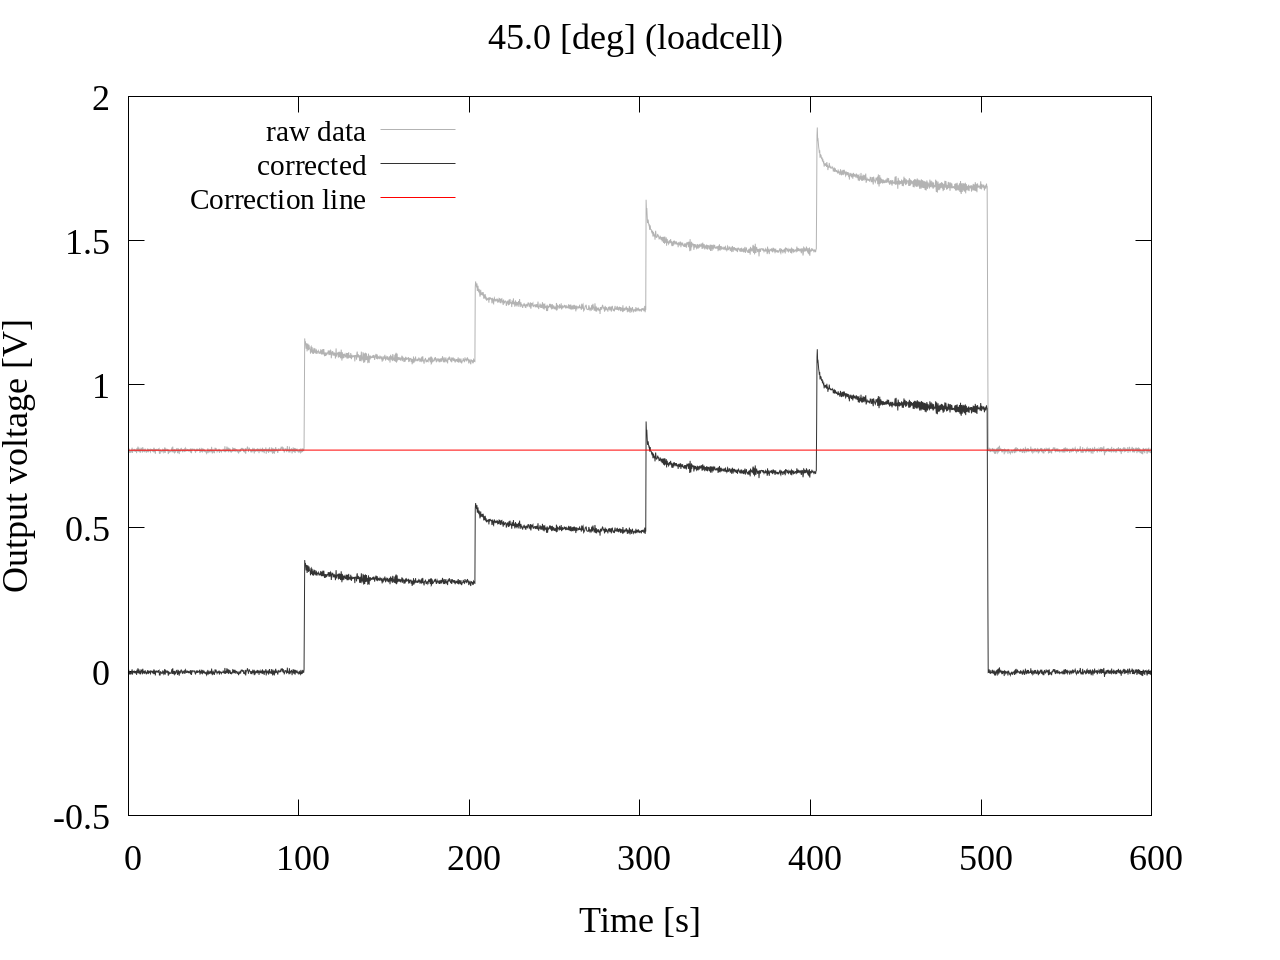 45.0 [deg] (loadcell)
2
1.5
1
0.5
0
-0.5
raw data
corrected
Correction line
Output voltage [V]
0 100 200 300 400 500 600
Time [s]